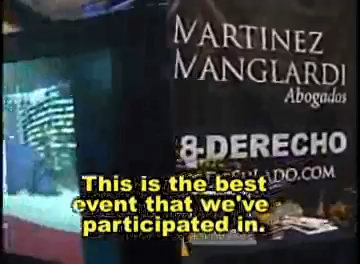 MARTINEZ
MANGLARDI
Abogados
8-DERECHO
ADO.COM
This is the best
event that we've
participated in.